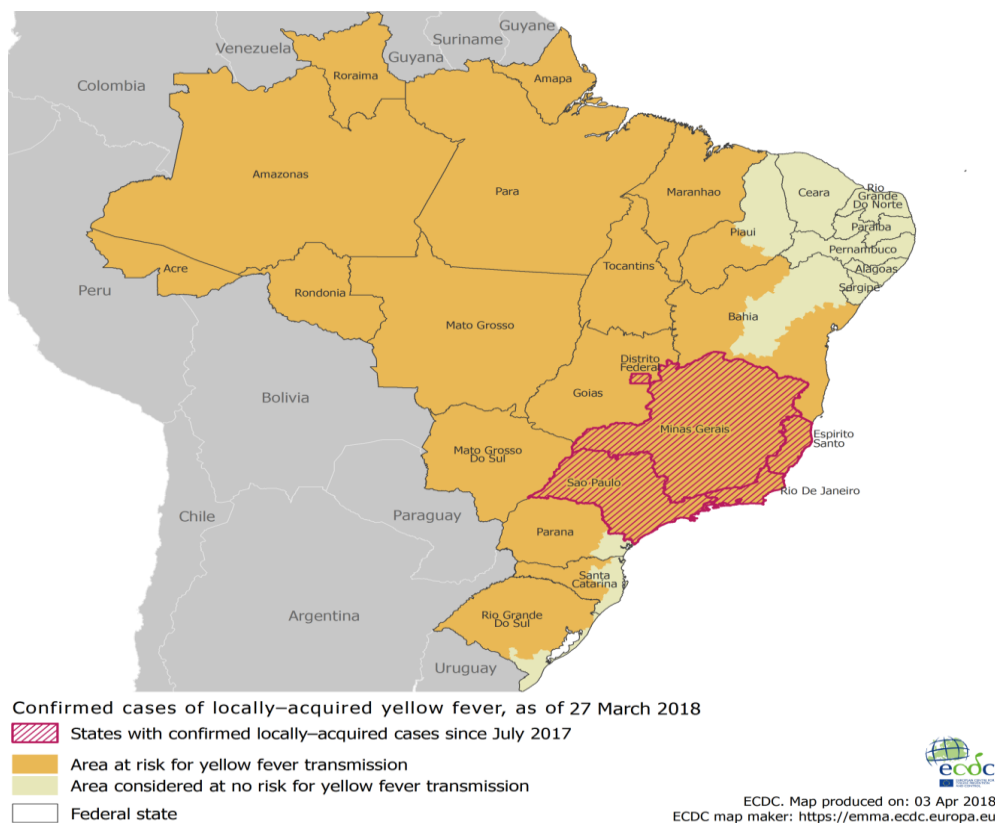 Guyane
Suriname
Venezuela
Guyana
Colombia
Roraima
Amapa
Amazonas
Para
Maranhao
Ceara
Rio
Grande
Do Norte
Paraiba
Piaui
Pernambuco
Alagoas
Sergipe
Acre
Tocantins
Peru
Rondonia
Mato Grosso
Bahia
Distrito
Federal
Goias
Bolivia
Minas Gerais
Espirito
Santo
Mato Grosso
Do Sul
Sao Paulo
Rio De Janeiro
Chile
Paraguay
Parana
Santa
Catarina
Argentina
Rio Grande
Do Sul
Uruguay
Confirmed cases of locally–acquired yellow fever, as of 27 March 2018
States with confirmed locally–acquired cases since July 2017
Area at risk for yellow fever transmission
Area considered at no risk for yellow fever transmission
Federal state
ecdc
ECDC. Map produced on: 03 Apr 2018
ECDC map maker: https://emma.ecdc.europa.eu